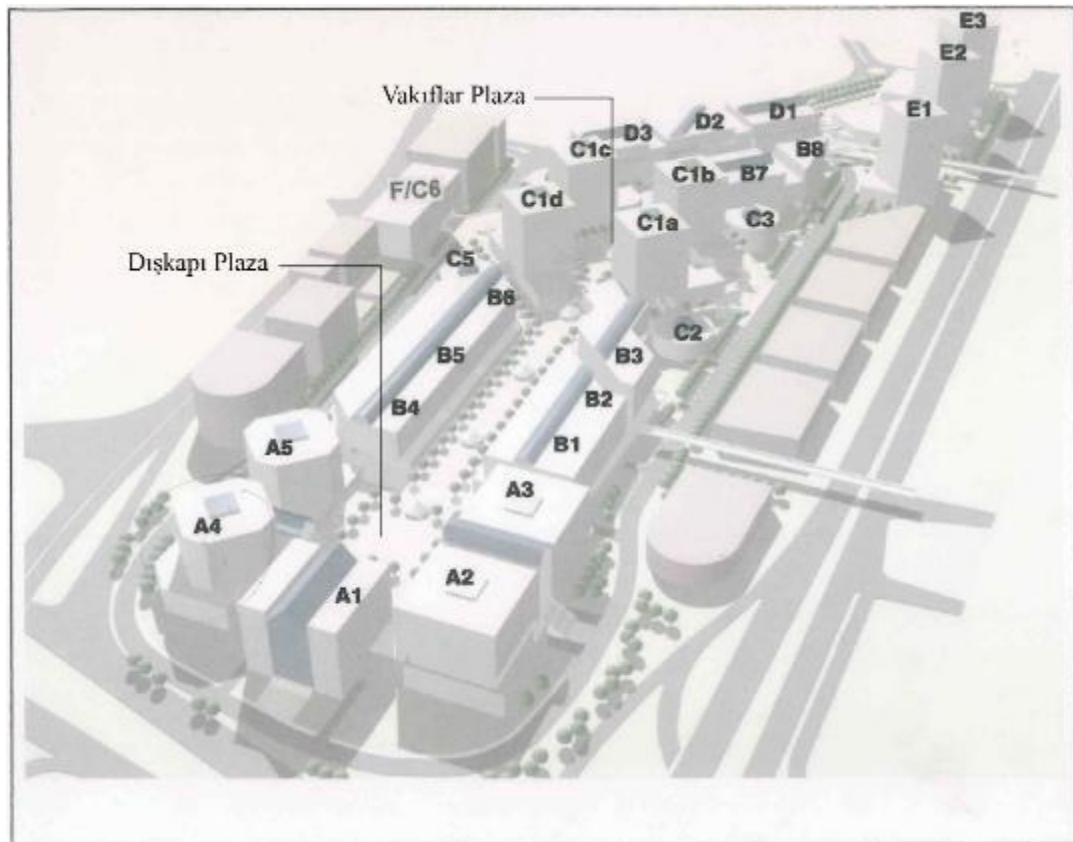 E3
E2
Vakıflar Plaza
D1
E1
D2
D3
C1c
B8
C1b
B7
F/C6
C1d
C1a
C3
Dışkapı Plaza
C5
B6
C2
B5
B3
B4
B2
B1
A5
A3
A4
A2
A1